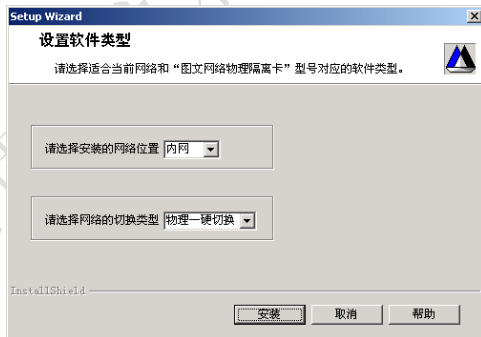 Setup Wizard
设置软件类型
请选择适合当前网络和“图文网络物理隔离卡”型号对应的软件类型。
请选择安装的网络位置 内网
请选择网络的切换类型 物理—硬切换
InstallShield
安装 取消 帮助